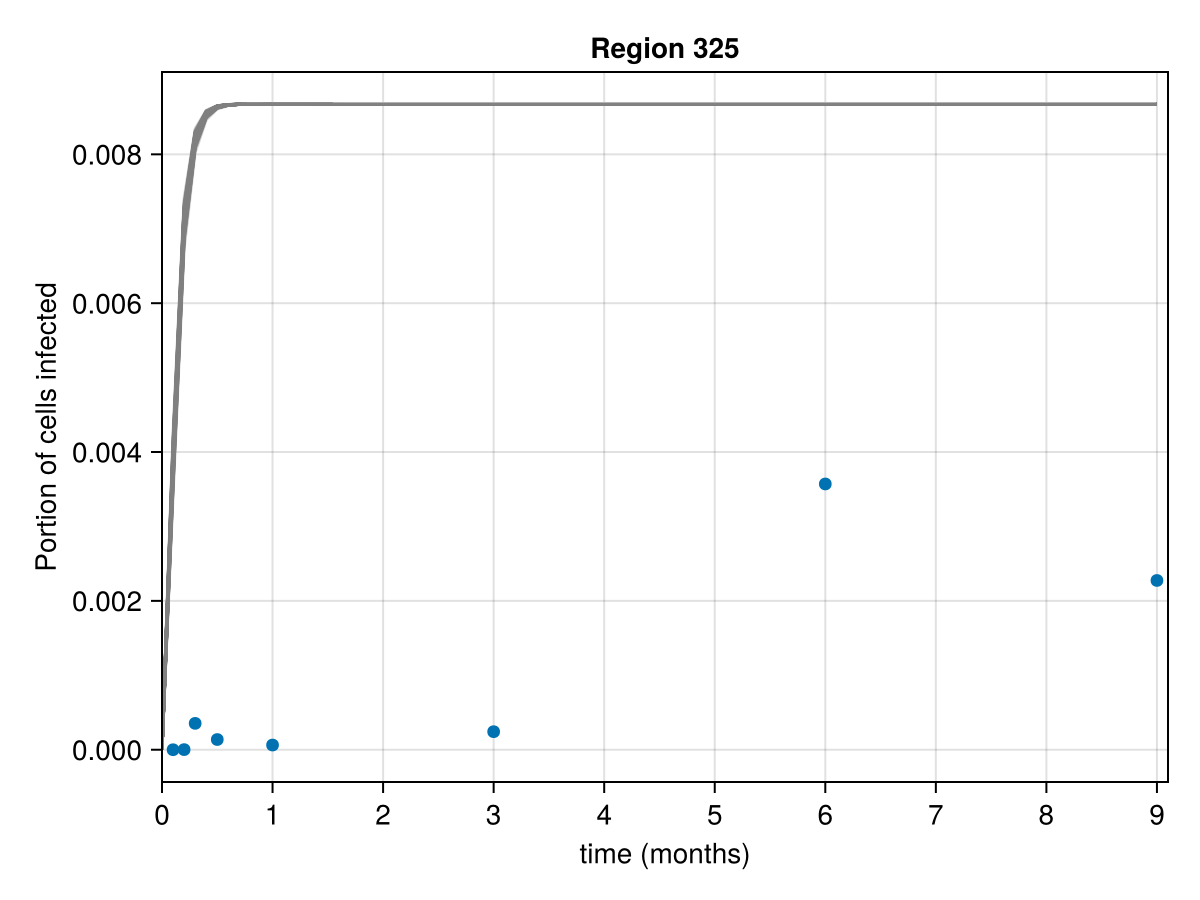 Region 325
Portion of cells infected
0.008
0.006
0.004
0.002
0.000
0 1 2 3 4 5 6 7 8 9
time (months)